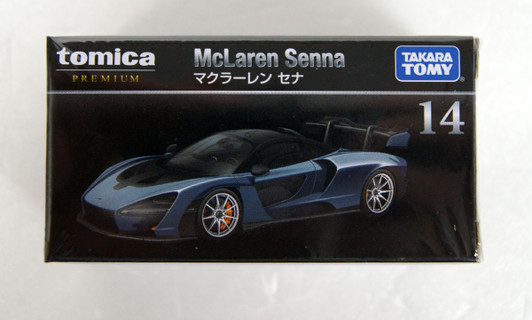 tomica
PREMIUM
McLaren Senna
マクラーレン セナ
TAKARA
TOMY
14